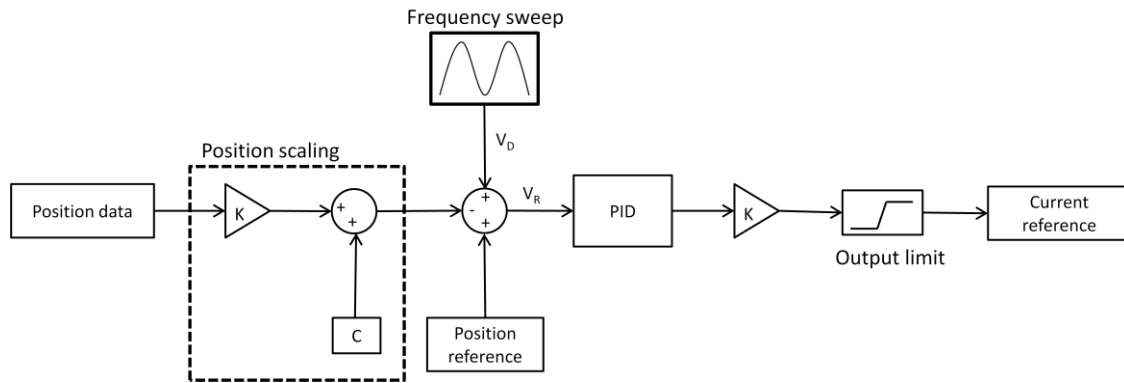 Frequency sweep
V_D
Position scaling
Position data
K
+
+
C
+
-
+
V_R
Position
reference
PID
K
Output limit
Current
reference